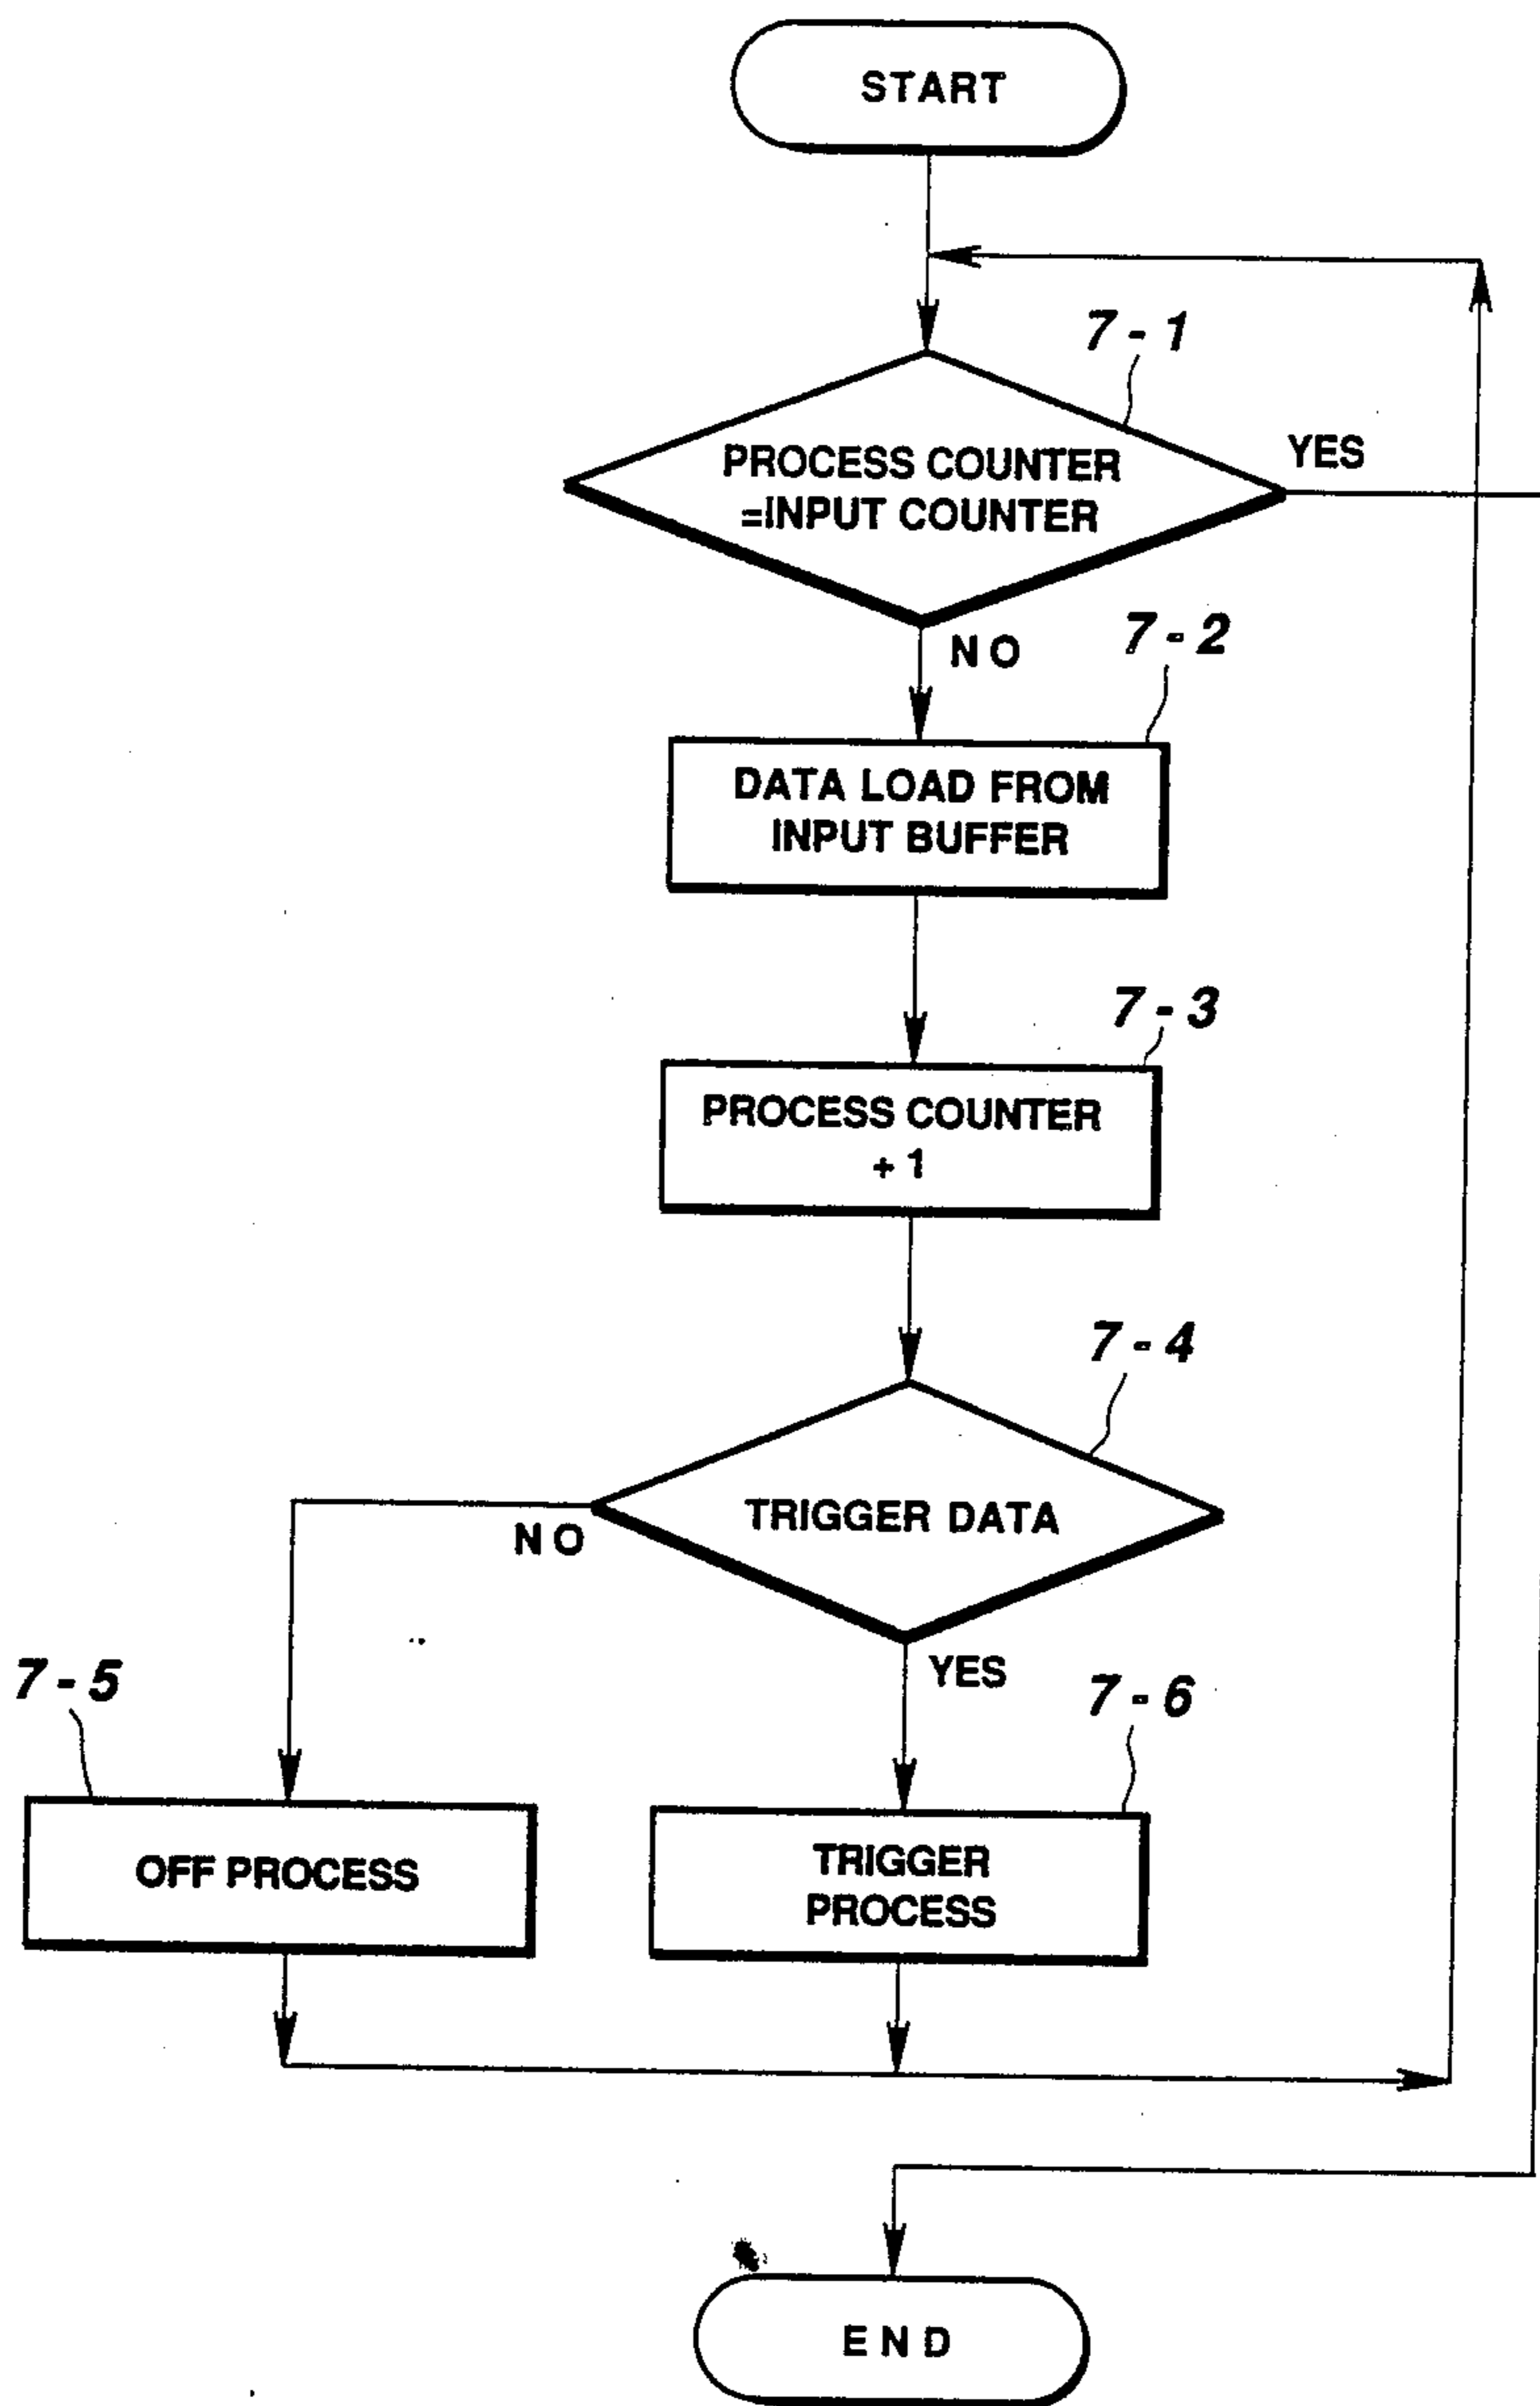 START
7-1
PROCESS COUNTER
=INPUT COUNTER
YES
NO
7-2
DATA LOAD FROM
INPUT BUFFER
7-3
PROCESS COUNTER
+1
7-4
TRIGGER DATA
NO
YES
7-5
7-6
OFF PROCESS
TRIGGER
PROCESS
END